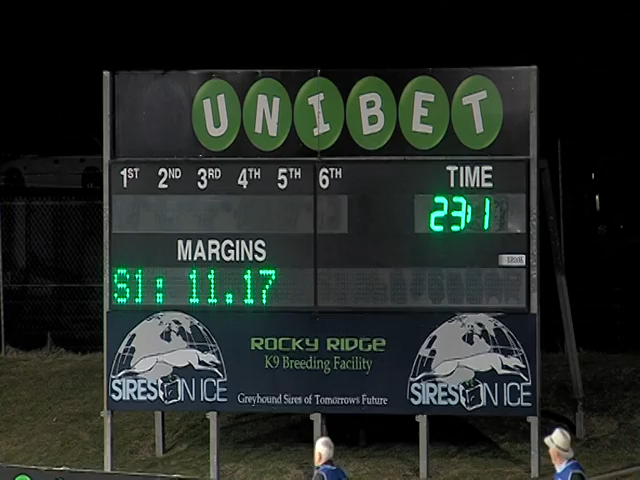 UNIBET
1ST 2ND 3RD 4TH 5TH 6TH TIME
23:1
MARGINS
S1: 11.17
ROCKY RIDGE
K9 Breeding Facility
SIRES ON ICE
Greyhound Sires of Tomorrows Future
SIRES ON ICE